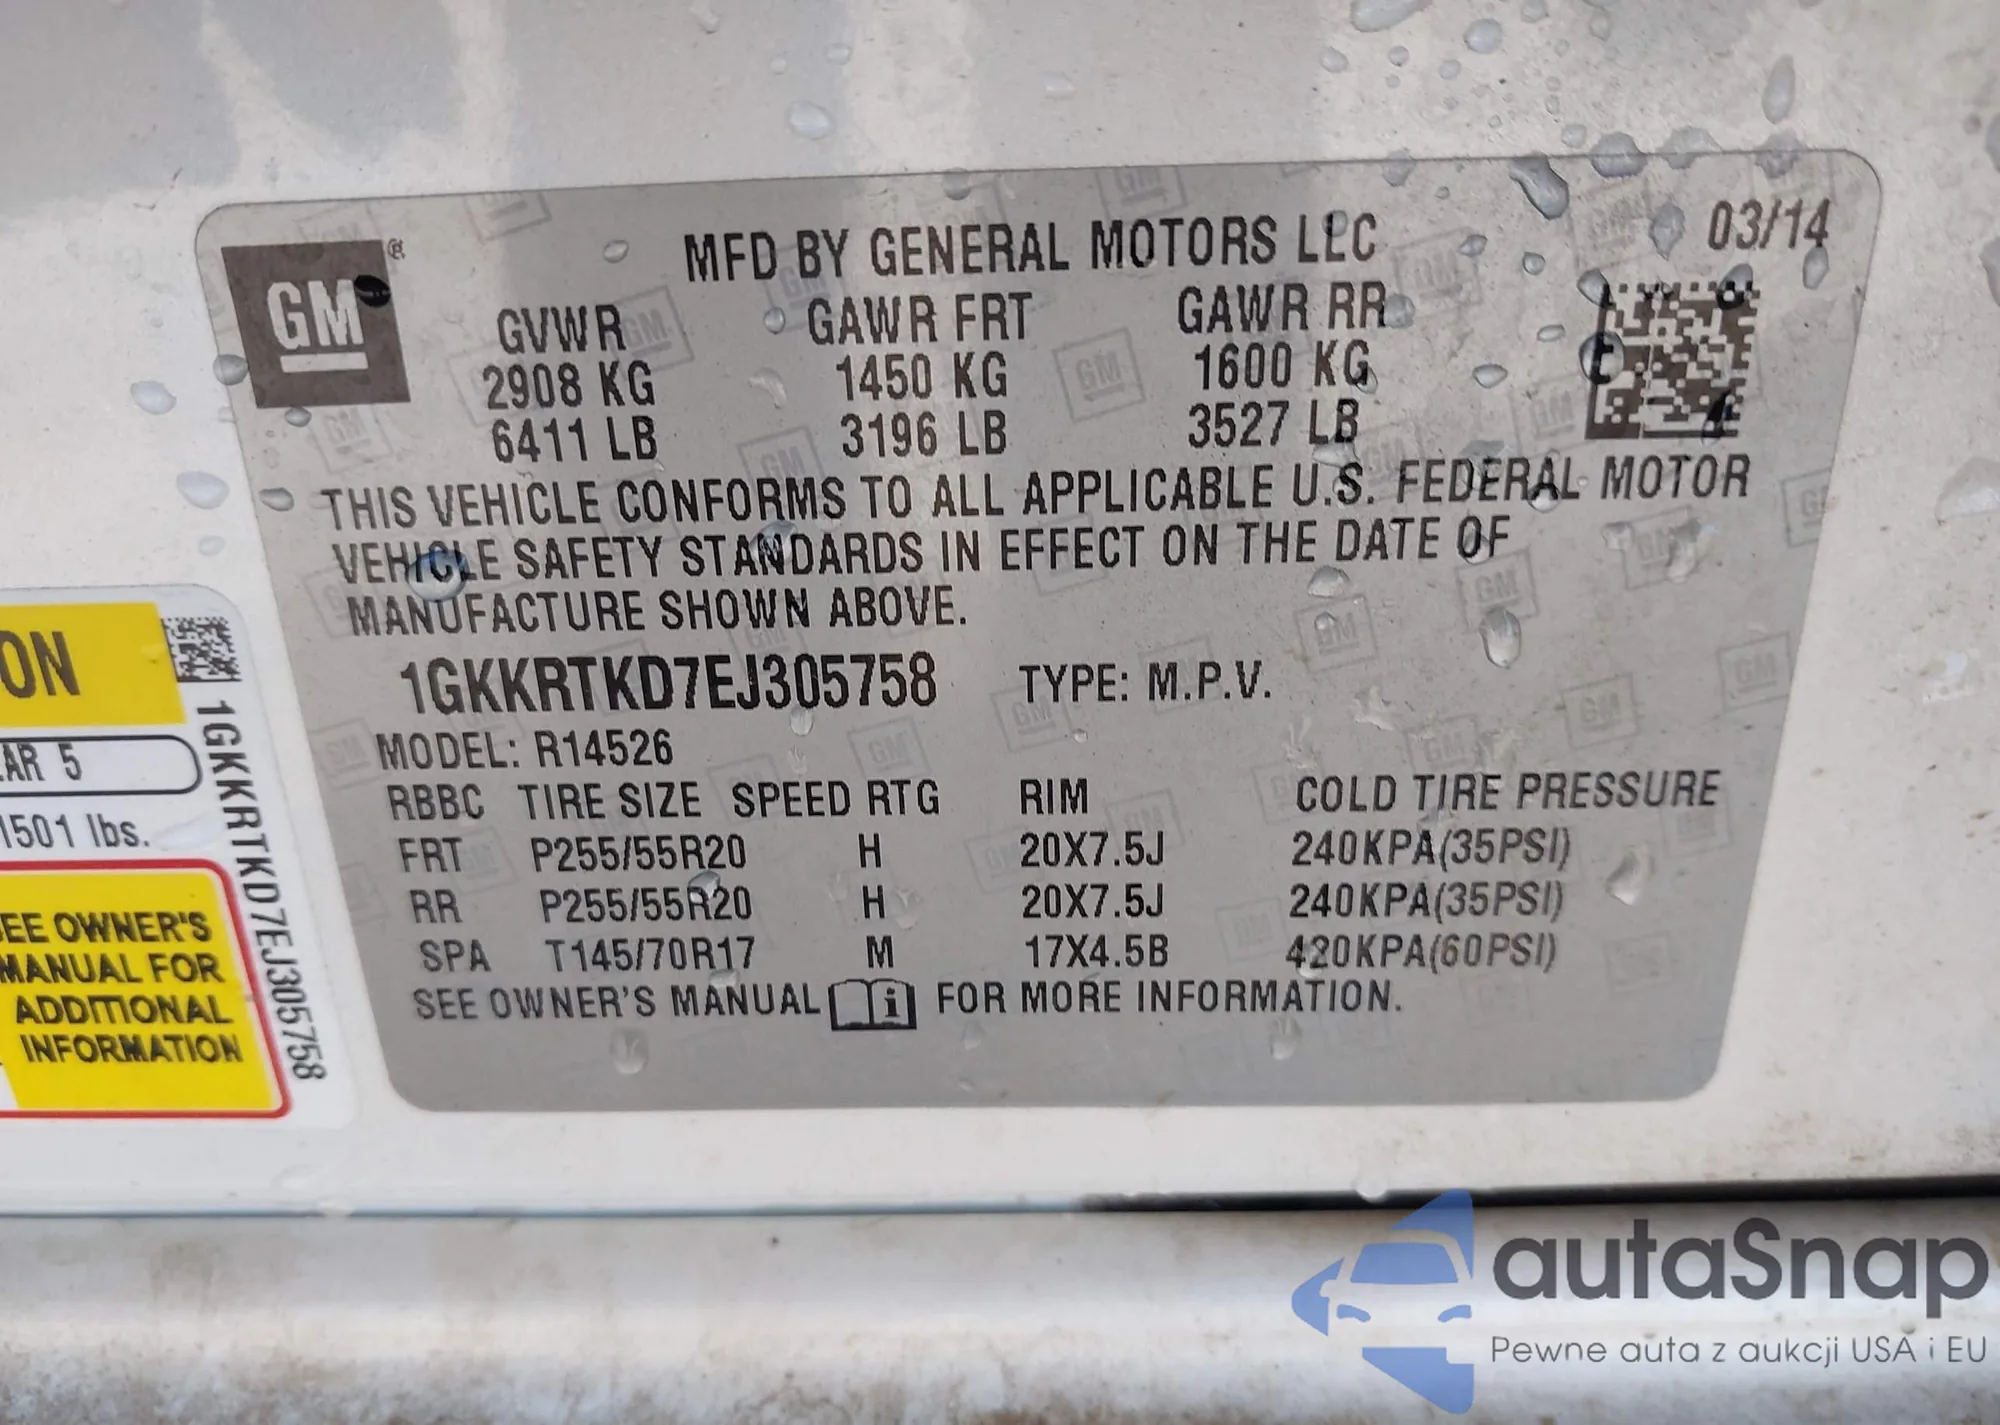 MFD BY GENERAL MOTORS LLC
03/14
GM
®
GVWR GAWR FRT GAWR RR
2908 KG 1450 KG 1600 KG
6411 LB 3196 LB 3527 LB
THIS VEHICLE CONFORMS TO ALL APPLICABLE U.S. FEDERAL MOTOR
VEHICLE SAFETY STANDARDS IN EFFECT ON THE DATE OF
MANUFACTURE SHOWN ABOVE.
1GKKRTKD7EJ305758 TYPE: M.P.V.
MODEL: R14526
RBBC TIRE SIZE SPEED RTG RIM COLD TIRE PRESSURE
FRT P255/55R20 H 20X7.5J 240KPA(35PSI)
RR P255/55R20 H 20X7.5J 240KPA(35PSI)
SPA T145/70R17 M 17X4.5B 420KPA(60PSI)
SEE OWNER'S MANUAL i FOR MORE INFORMATION.
ON
AR 5
1501 lbs.
SEE OWNER'S
MANUAL FOR
ADDITIONAL
INFORMATION
1GKKRTKD7EJ305758
autaSnap
Pewne auta z aukcji USA i EU